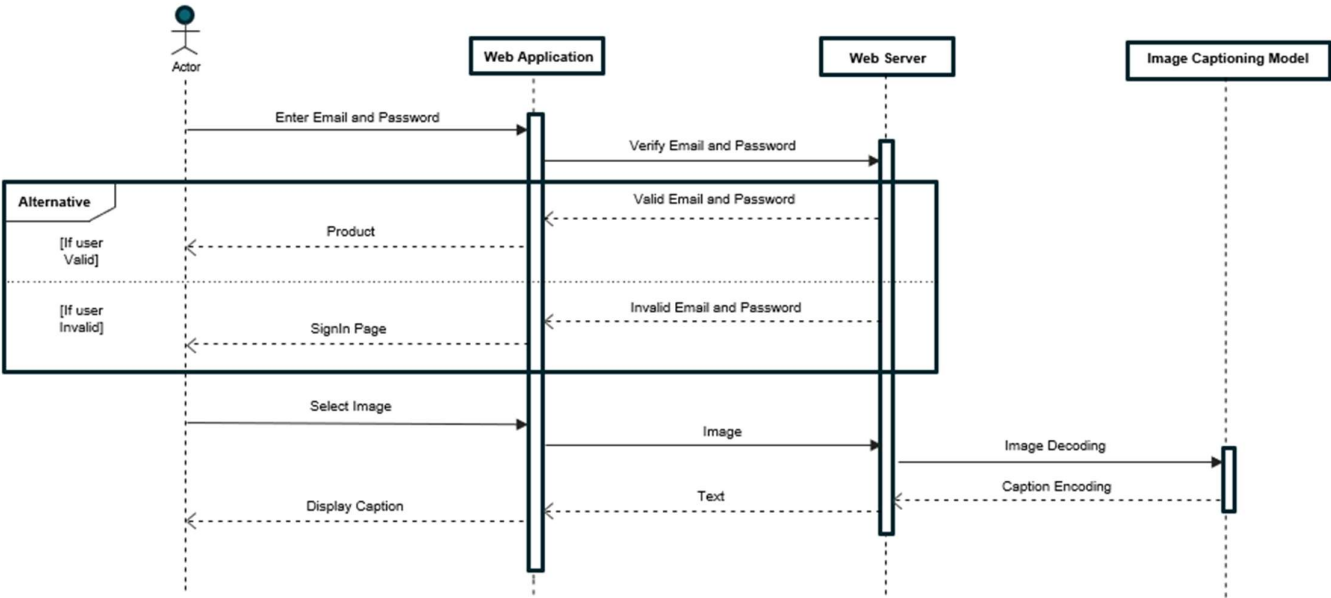 Actor
Web Application
Web Server
Image Captioning Model
Enter Email and Password
Verify Email and Password
Alternative
Valid Email and Password
[If user
Valid]
Product
[If user
Invalid]
Invalid Email and Password
SignIn Page
Select Image
Image
Image Decoding
Caption Encoding
Text
Display Caption